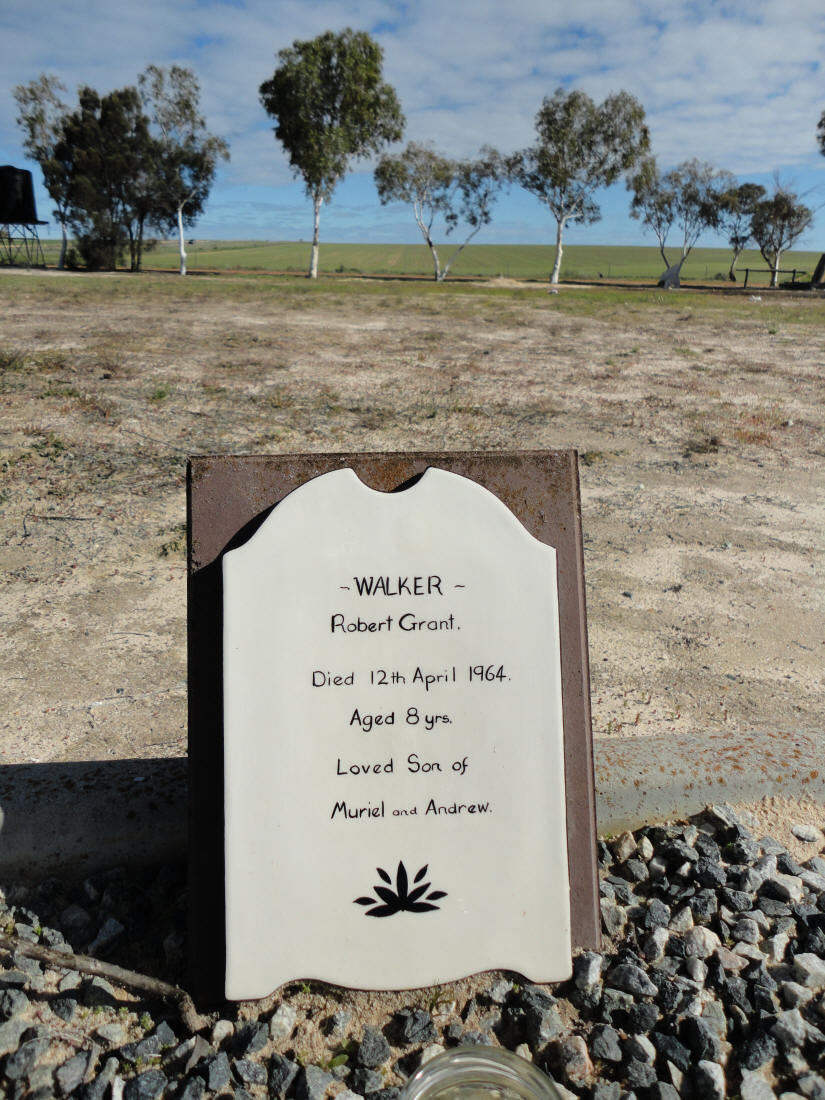 ~WALKER~
Robert Grant.
Died 12th April 1964.
Aged 8 yrs.
Loved Son of
Muriel and Andrew.